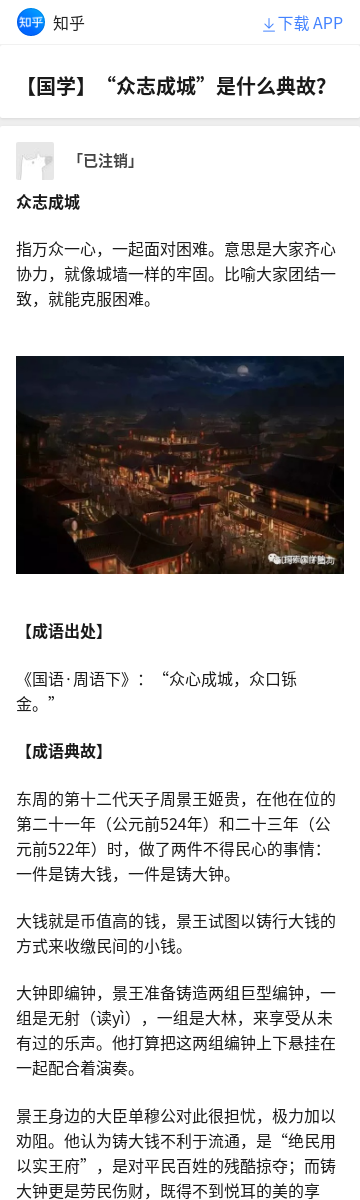 知乎 知乎 下载 APP
【国学】“众志成城”是什么典故？
「已注销」
众志成城
指万众一心，一起面对困难。意思是大家齐心
协力，就像城墙一样的牢固。比喻大家团结一
致，就能克服困难。
【成语出处】
《国语·周语下》：“众心成城，众口铄
金。”
【成语典故】
东周的第十二代天子周景王姬贵，在他在位的
第二十一年（公元前524年）和二十三年（公
元前522年）时，做了两件不得民心的事情：
一件是铸大钱，一件是铸大钟。
大钱就是币值高的钱，景王试图以铸行大钱的
方式来收缴民间的小钱。
大钟即编钟，景王准备铸造两组巨型编钟，一
组是无射（读yì），一组是大林，来享受从未
有过的乐声。他打算把这两组编钟上下悬挂在
一起配合着演奏。
景王身边的大臣单穆公对此很担忧，极力加以
劝阻。他认为铸大钱不利于流通，是“绝民用
以实王府”，是对平民百姓的残酷掠夺；而铸
大钟更是劳民伤财，既得不到悦耳的美的享